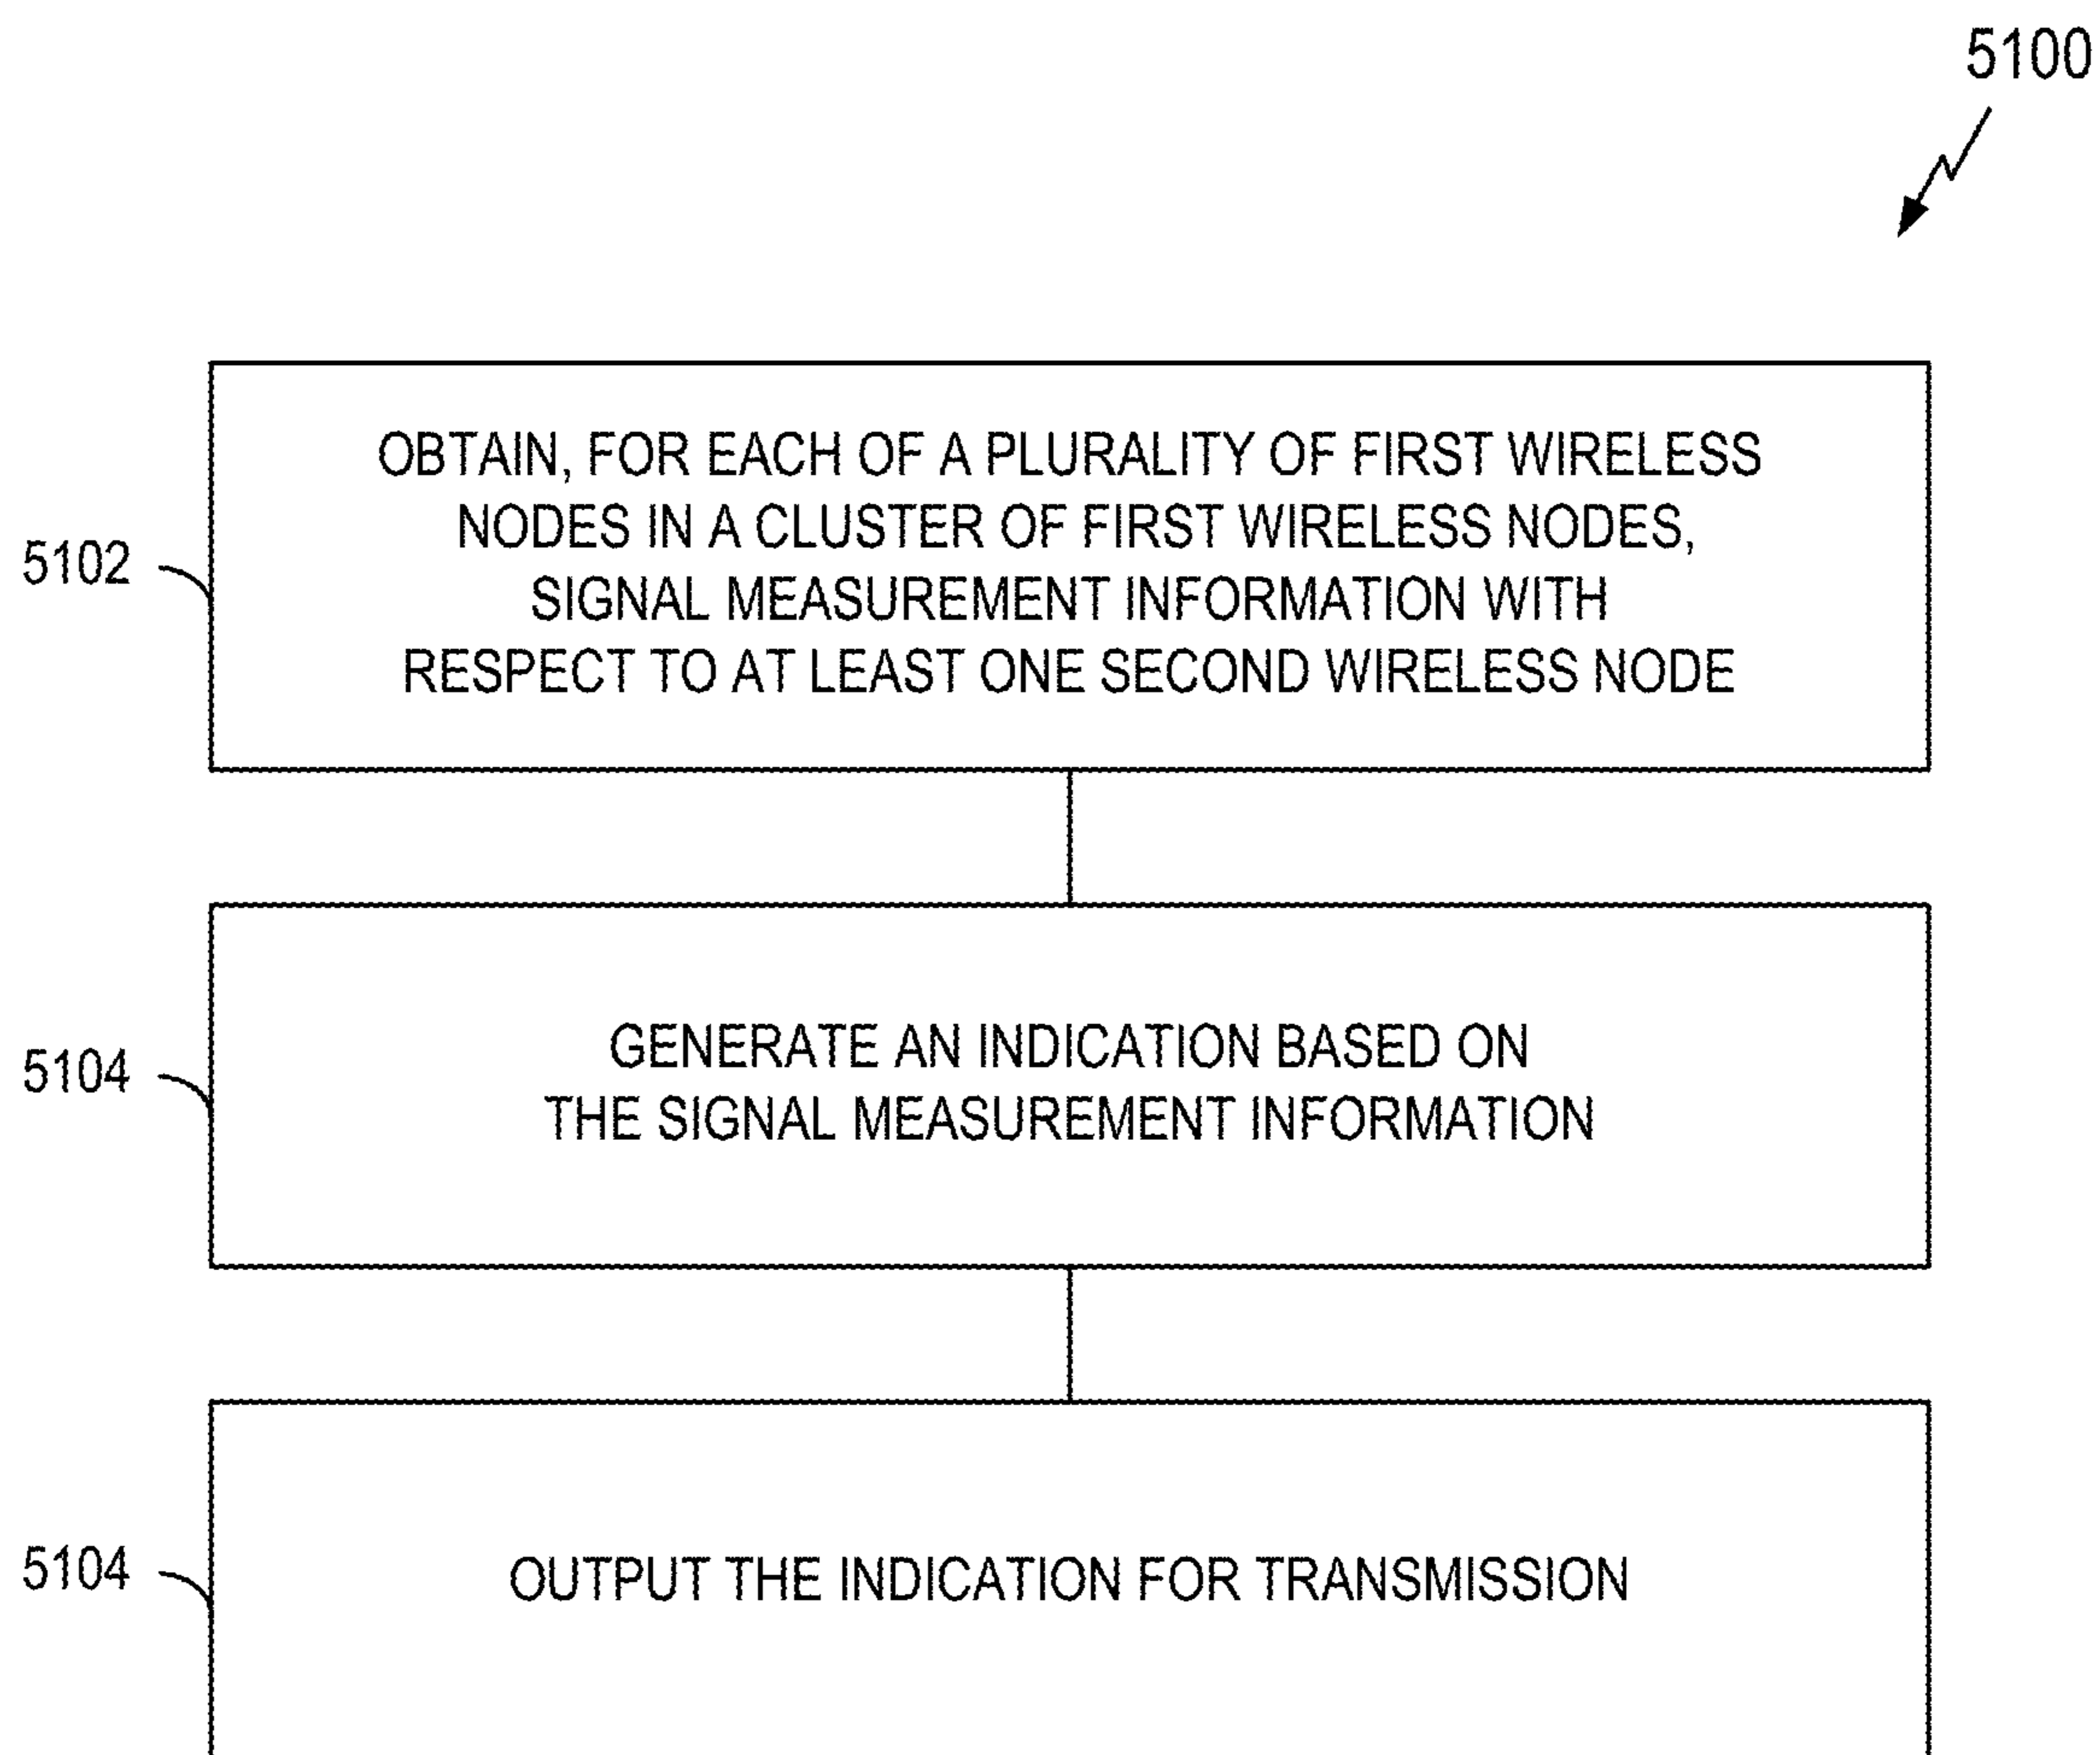 5100
OBTAIN, FOR EACH OF A PLURALITY OF FIRST WIRELESS
NODES IN A CLUSTER OF FIRST WIRELESS NODES,
SIGNAL MEASUREMENT INFORMATION WITH
RESPECT TO AT LEAST ONE SECOND WIRELESS NODE
5102
GENERATE AN INDICATION BASED ON
THE SIGNAL MEASUREMENT INFORMATION
5104
OUTPUT THE INDICATION FOR TRANSMISSION
5104